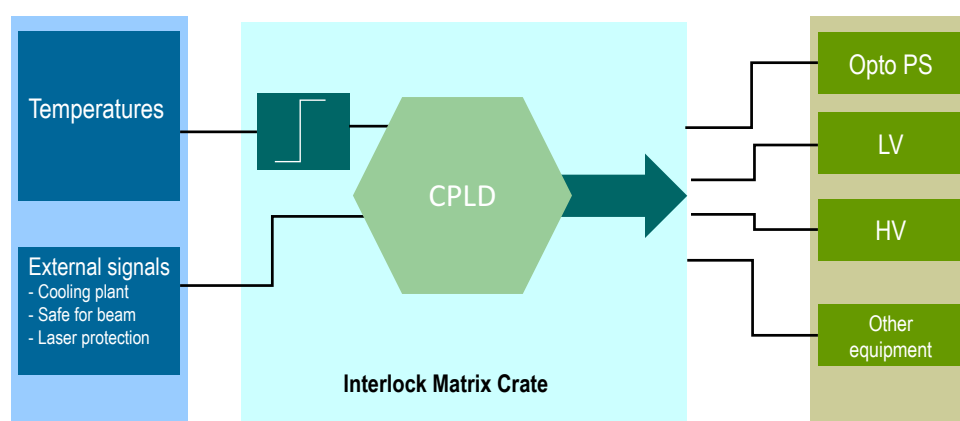 Temperatures
External signals
- Cooling plant
- Safe for beam
- Laser protection
CPLD
Interlock Matrix Crate
Opto PS
LV
HV
Other
equipment